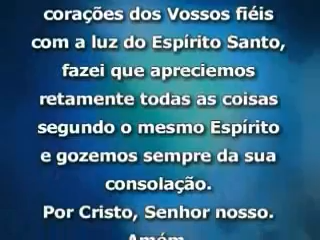 corações dos Vossos fiéis
com a luz do Espírito Santo,
fazei que apreciemos
retamente todas as coisas
segundo o mesmo Espírito
e gozemos sempre da sua
consolação.
Por Cristo, Senhor nosso.
Amém